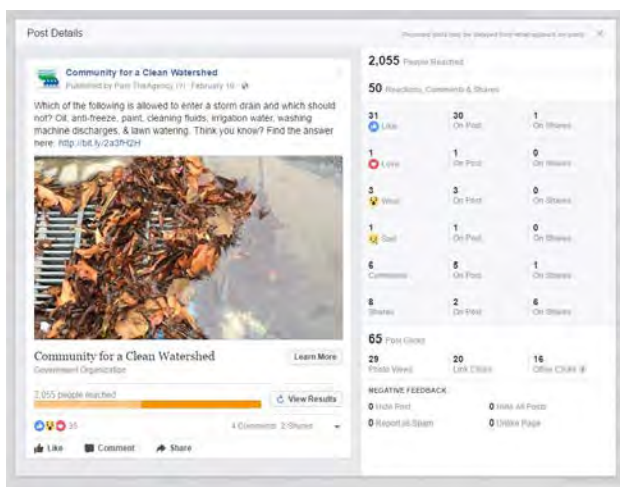 Post Details
Community for a Clean Watershed
February 10
Which of the following is allowed to enter a storm drain and which should
not? Oil, anti-freeze, paint, cleaning fluids, irrigation water, washing
machine discharges, & lawn watering. Think you know? Find the answer
here: http://bit.ly/2a3fH2H
Community for a Clean Watershed
Government Organization
Learn More
2,055 people reached
View Results
35
4 Comments 2 Shares
Like Comment Share
2,055 People Reached
50 Reactions, Comments & Shares
31 30 1
Like On Post On Shares
1 1 0
Love On Post On Shares
3 3 0
Wow On Post On Shares
1 1 0
Sad On Post On Shares
6 5 1
Comments On Post On Shares
8 2 6
Shares On Post On Shares
65 Post Clicks
29 20 16
Photo Views Link Clicks Other Clicks
NEGATIVE FEEDBACK
0 Hide Post 0 Hide All Posts
0 Report as Spam 0 Unlike Page